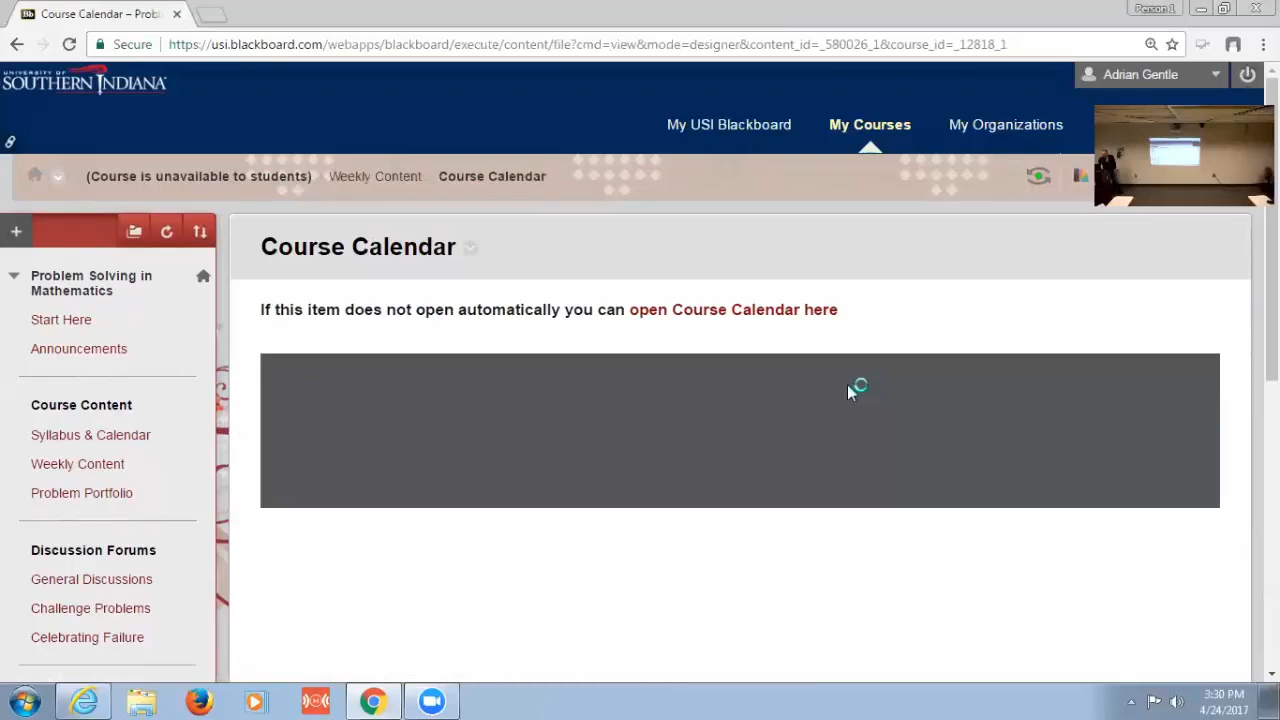 Bb Course Calendar – Prob
Person 1
Secure https://usi.blackboard.com/webapps/blackboard/execute/content/file?cmd=view&mode=designer&content_id=_580026_1&course_id=_12818_1
UNIVERSITY OF
SOUTHERN INDIANA
Adrian Gentle
My USI Blackboard My Courses My Organizations
(Course is unavailable to students) Weekly Content Course Calendar
Course Calendar
If this item does not open automatically you can open Course Calendar here
Problem Solving in
Mathematics
Start Here
Announcements
Course Content
Syllabus & Calendar
Weekly Content
Problem Portfolio
Discussion Forums
General Discussions
Challenge Problems
Celebrating Failure
3:30 PM
4/24/2017